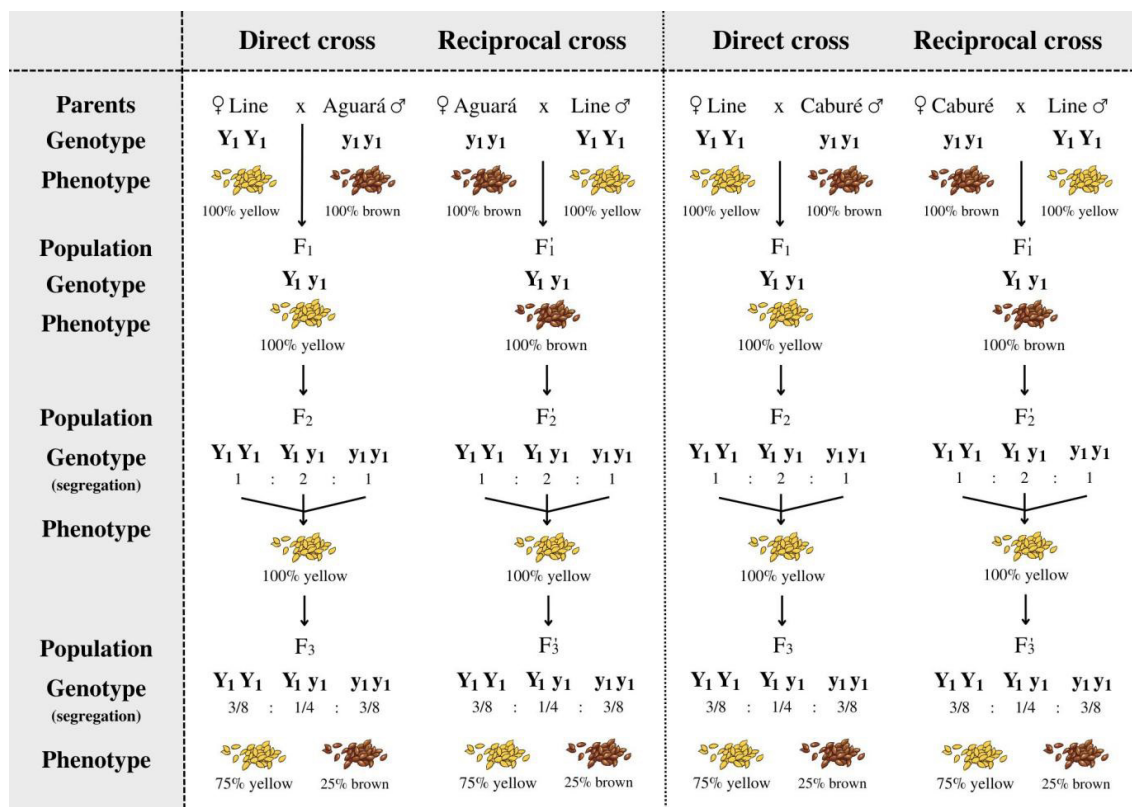 Direct cross Reciprocal cross Direct cross Reciprocal cross
Parents ♀ Line x Aguará ♂ ♀ Aguará x Line ♂ ♀ Line x Caburé ♂ ♀ Caburé x Line ♂
Genotype Y₁ Y₁ y₁ y₁ y₁ y₁ Y₁ Y₁ Y₁ Y₁ y₁ y₁ y₁ y₁ Y₁ Y₁
Phenotype
100% yellow 100% brown 100% brown 100% yellow 100% yellow 100% brown 100% brown 100% yellow
Population F₁ F₁' F₁ F₁'
Genotype Y₁ y₁ Y₁ y₁ Y₁ y₁ Y₁ y₁
Phenotype
100% yellow 100% brown 100% yellow 100% brown
Population F₂ F₂' F₂ F₂'
Genotype Y₁ Y₁ Y₁ y₁ y₁ y₁ Y₁ Y₁ Y₁ y₁ y₁ y₁ Y₁ Y₁ Y₁ y₁ y₁ y₁ Y₁ Y₁ Y₁ y₁ y₁ y₁
(segregation) 1 : 2 : 1 1 : 2 : 1 1 : 2 : 1 1 : 2 : 1
Phenotype
100% yellow 100% yellow 100% yellow 100% yellow
Population F₃ F₃' F₃ F₃'
Genotype Y₁ Y₁ Y₁ y₁ y₁ y₁ Y₁ Y₁ Y₁ y₁ y₁ y₁ Y₁ Y₁ Y₁ y₁ y₁ y₁ Y₁ Y₁ Y₁ y₁ y₁ y₁
(segregation) 3/8 : 1/4 : 3/8 3/8 : 1/4 : 3/8 3/8 : 1/4 : 3/8 3/8 : 1/4 : 3/8
Phenotype
75% yellow 25% brown 75% yellow 25% brown 75% yellow 25% brown 75% yellow 25% brown